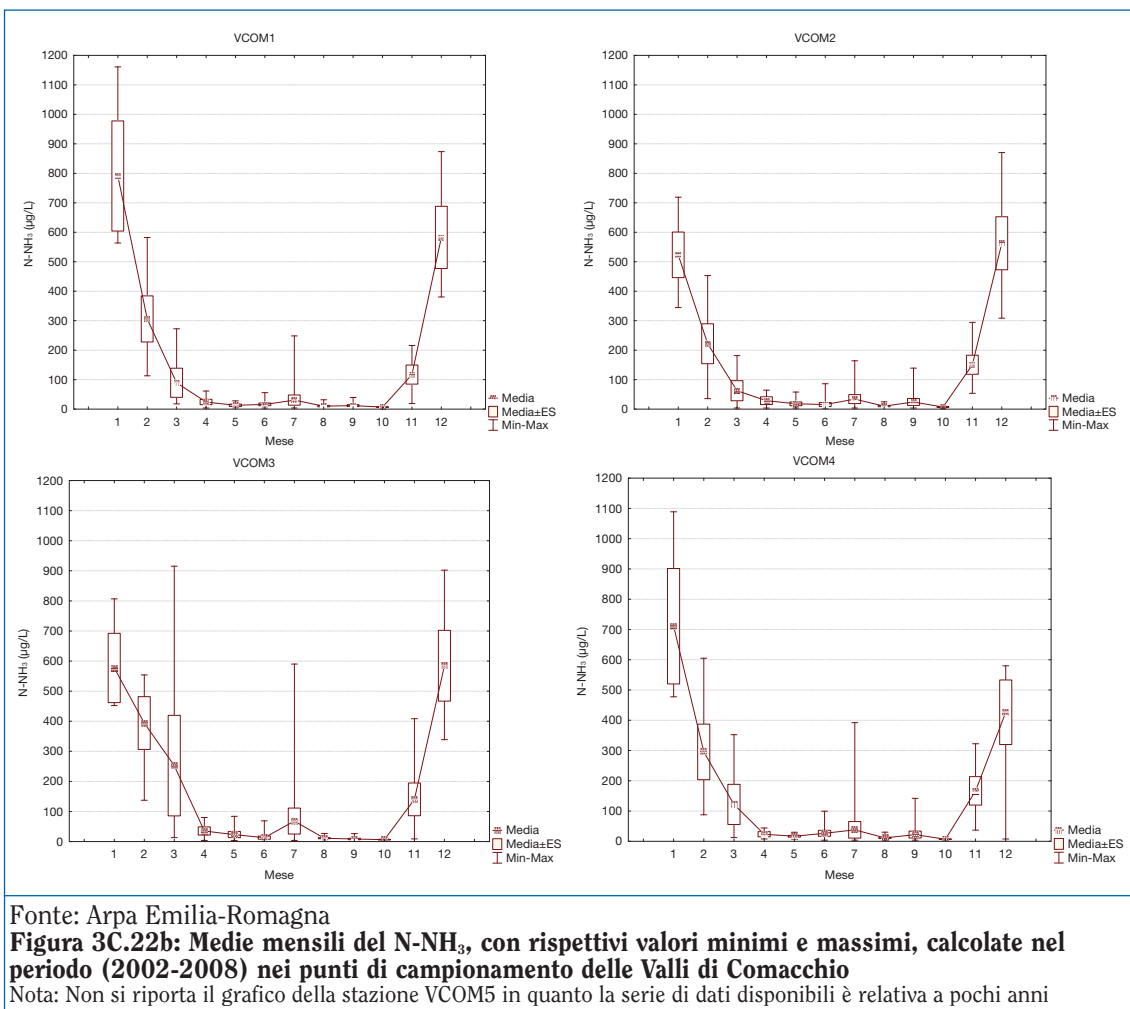 VCOM1
1200
1100
1000
900
800
700
600
500
400
300
200
100
0
N-NH₃ (µg/L)
1 2 3 4 5 6 7 8 9 10 11 12
Mese
Media
Media±ES
Min-Max
VCOM2
1200
1100
1000
900
800
700
600
500
400
300
200
100
0
N-NH₃ (µg/L)
1 2 3 4 5 6 7 8 9 10 11 12
Mese
Media
Media±ES
Min-Max
VCOM3
1200
1100
1000
900
800
700
600
500
400
300
200
100
0
N-NH₃ (µg/L)
1 2 3 4 5 6 7 8 9 10 11 12
Mese
Media
Media±ES
Min-Max
VCOM4
1200
1100
1000
900
800
700
600
500
400
300
200
100
0
N-NH₃ (µg/L)
1 2 3 4 5 6 7 8 9 10 11 12
Mese
Media
Media±ES
Min-Max
Fonte: Arpa Emilia-Romagna
Figura 3C.22b: Medie mensili del N-NH₃, con rispettivi valori minimi e massimi, calcolate nel
periodo (2002-2008) nei punti di campionamento delle Valli di Comacchio
Nota: Non si riporta il grafico della stazione VCOM5 in quanto la serie di dati disponibili è relativa a pochi anni